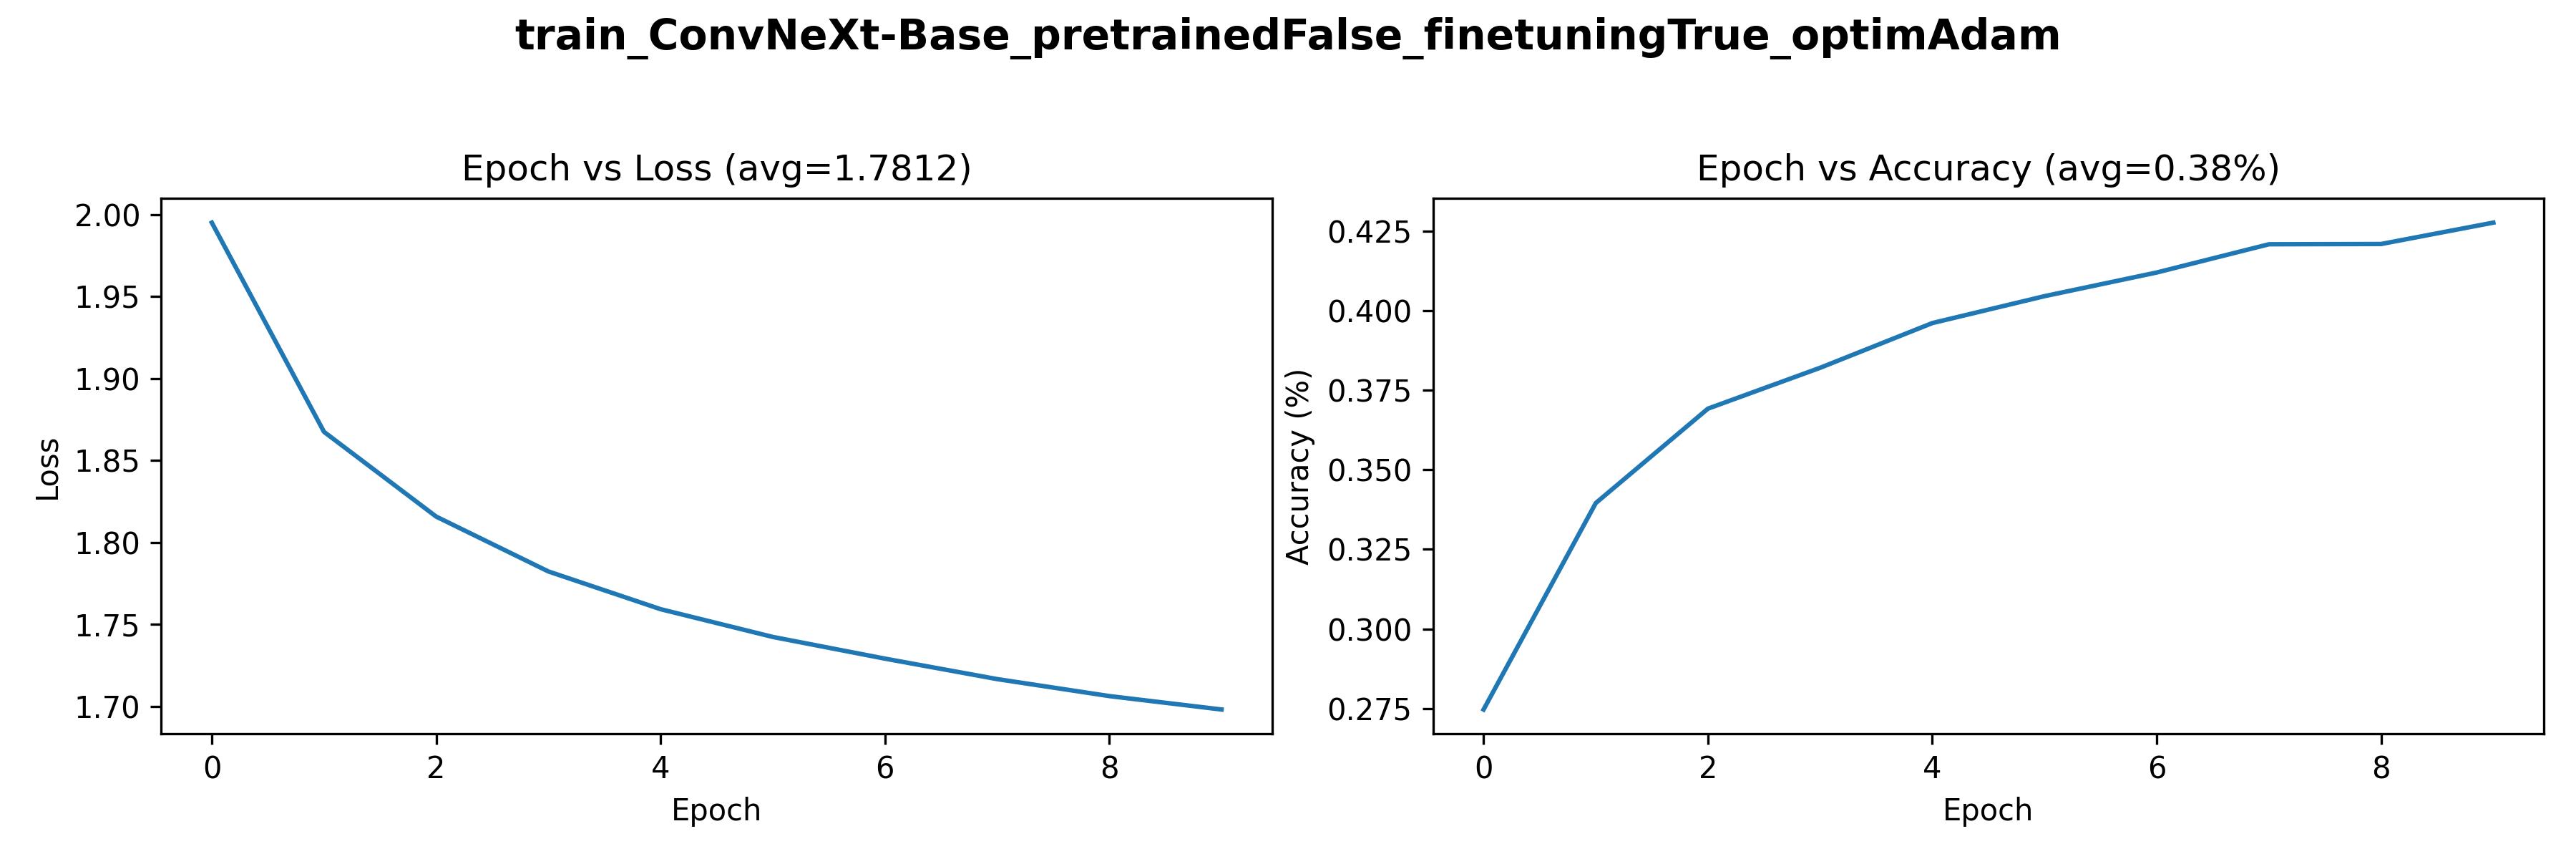 train_ConvNeXt-Base_pretrainedFalse_finetuningTrue_optimAdam
Epoch vs Loss (avg=1.7812)
2.00
1.95
1.90
1.85
1.80
1.75
1.70
Loss
0 2 4 6 8
Epoch
Epoch vs Accuracy (avg=0.38%)
0.425
0.400
0.375
0.350
0.325
0.300
0.275
Accuracy (%)
0 2 4 6 8
Epoch